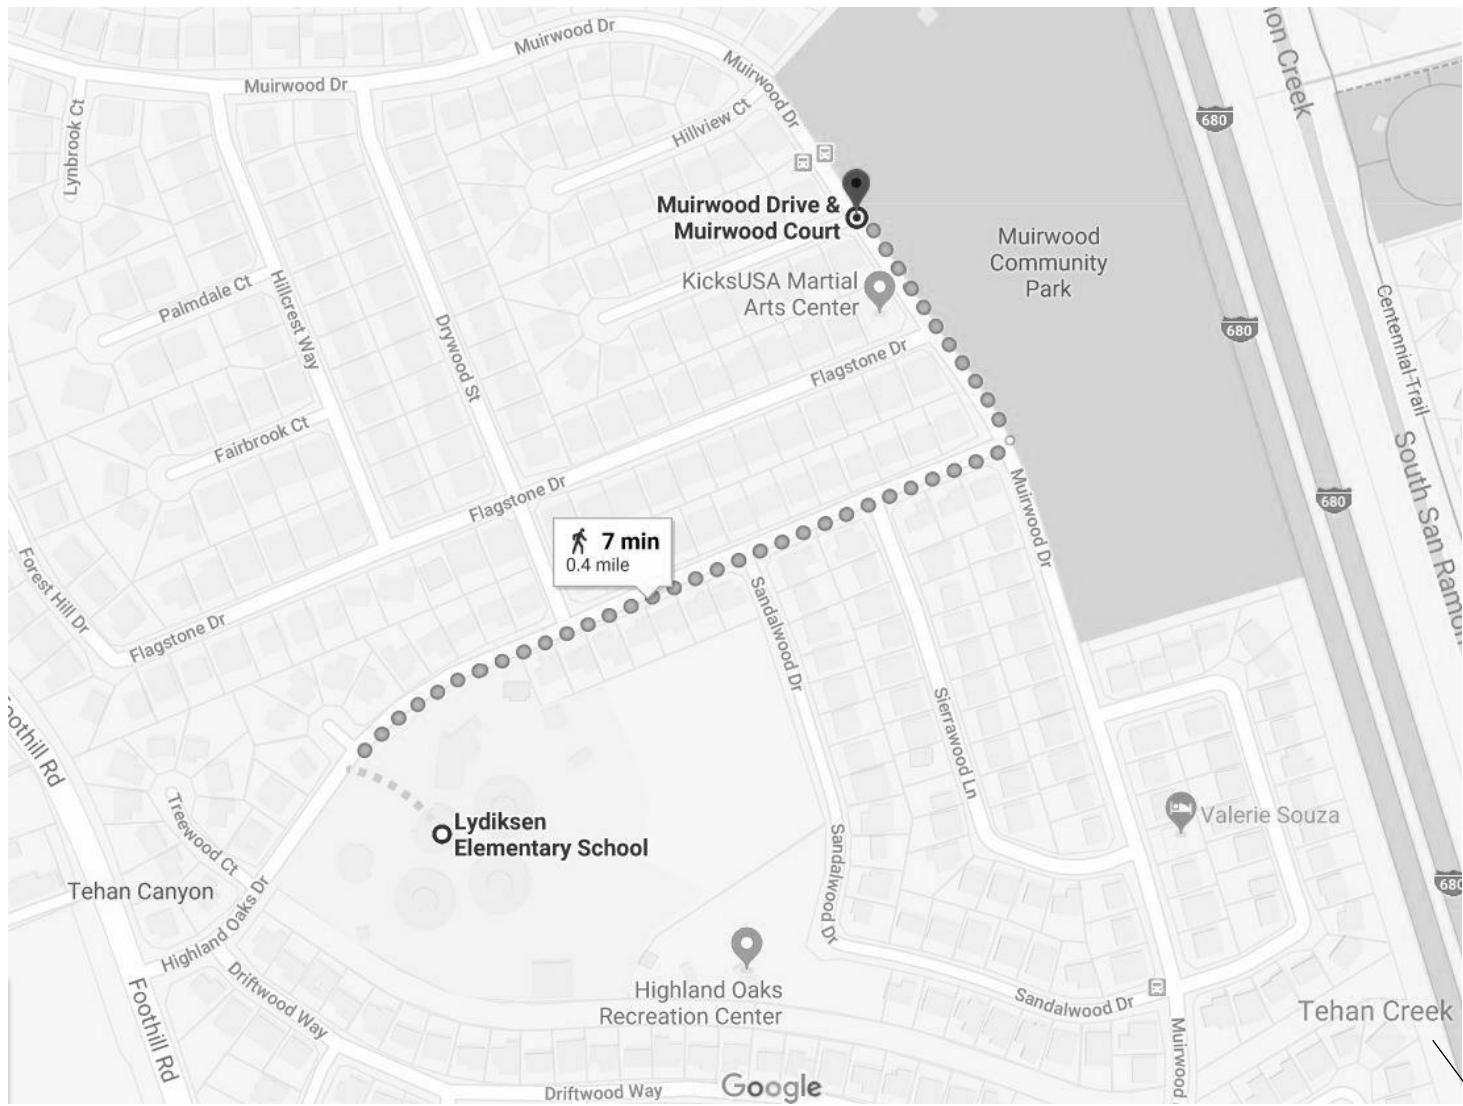 Muirwood Dr
Muirwood Dr
Muirwood Dr
Lynbrook Ct
Hillview Ct
680
Muirwood Drive &
Muirwood Court
Muirwood
Community
Park
KicksUSA Martial
Arts Center
Palmdale Ct
Hillcrest Way
Drywood St
680
Centennial Trail
Flagstone Dr
Fairbrook Ct
Flagstone Dr
Muirwood Dr
680
South San Ramon
7 min
0.4 mile
Forest Hill Dr
Flagstone Dr
Sandalwood Dr
Sierrawood Ln
Foothill Rd
Lydiksen
Elementary School
Valerie Souza
Treewood Ct
Tehan Canyon
Highland Oaks Dr
Sandalwood Dr
680
Driftwood Way
Foothill Rd
Highland Oaks
Recreation Center
Sandalwood Dr
Tehan Creek
Muirwood
Driftwood Way
Google